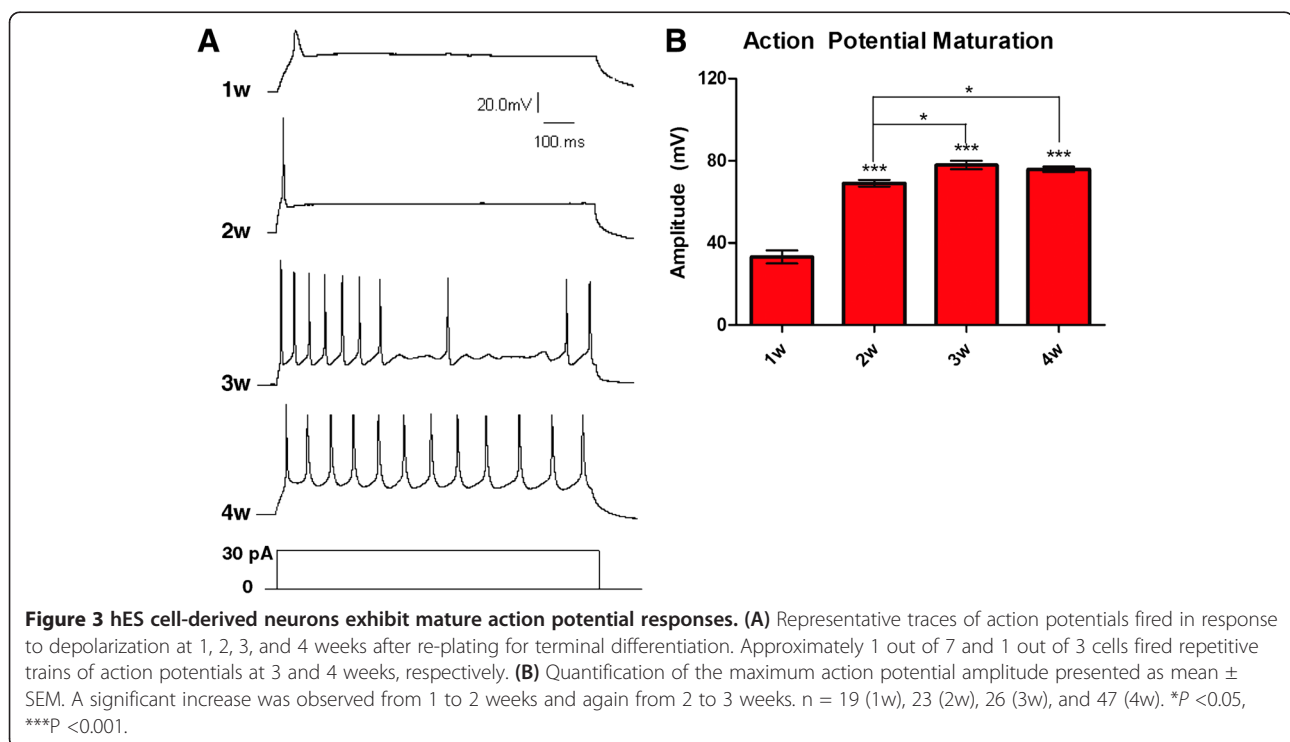 A
1w
20.0mV
100.ms
2w
3w
4w
30 pA
0
B Action Potential Maturation
120
80
40
0
Amplitude (mV)
*
*
***
***
***
1w
2w
3w
4w
Figure 3 hES cell-derived neurons exhibit mature action potential responses. (A) Representative traces of action potentials fired in response
to depolarization at 1, 2, 3, and 4 weeks after re-plating for terminal differentiation. Approximately 1 out of 7 and 1 out of 3 cells fired repetitive
trains of action potentials at 3 and 4 weeks, respectively. (B) Quantification of the maximum action potential amplitude presented as mean ±
SEM. A significant increase was observed from 1 to 2 weeks and again from 2 to 3 weeks. n = 19 (1w), 23 (2w), 26 (3w), and 47 (4w). *P <0.05,
***P <0.001.